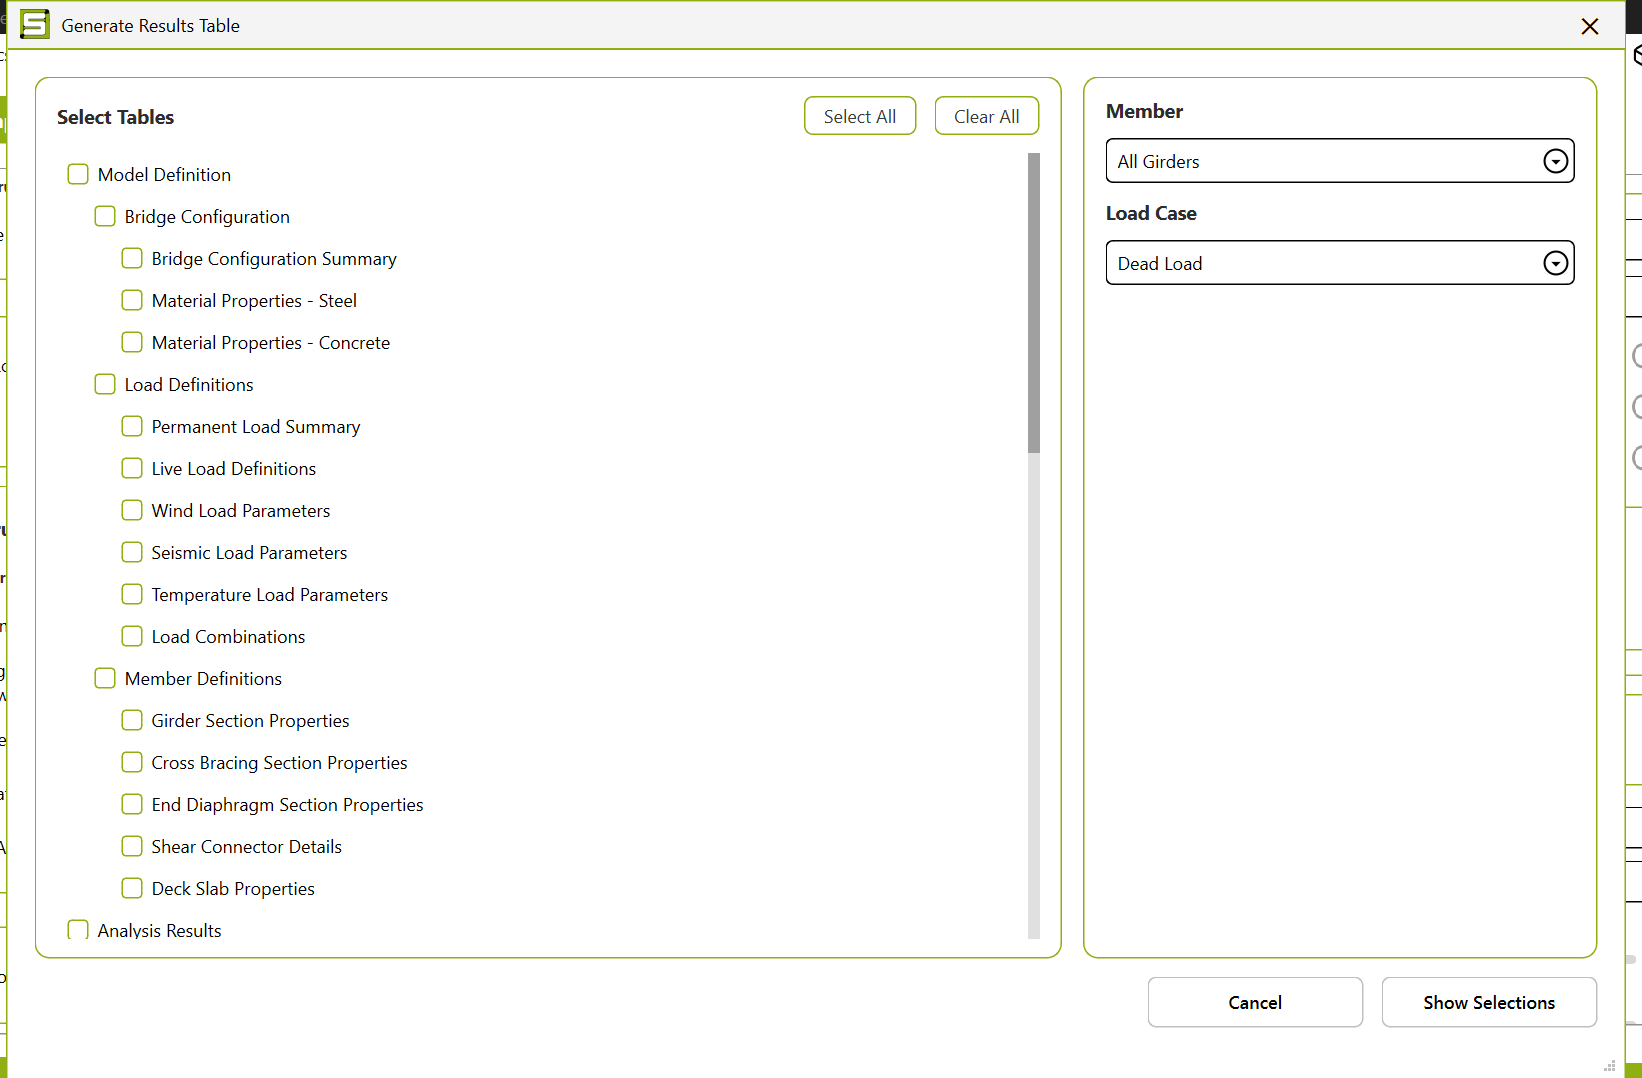 Generate Results Table
Select Tables
Select All
Clear All
Model Definition
Bridge Configuration
Bridge Configuration Summary
Material Properties - Steel
Material Properties - Concrete
Load Definitions
Permanent Load Summary
Live Load Definitions
Wind Load Parameters
Seismic Load Parameters
Temperature Load Parameters
Load Combinations
Member Definitions
Girder Section Properties
Cross Bracing Section Properties
End Diaphragm Section Properties
Shear Connector Details
Deck Slab Properties
Analysis Results
Member
All Girders
Load Case
Dead Load
Cancel
Show Selections